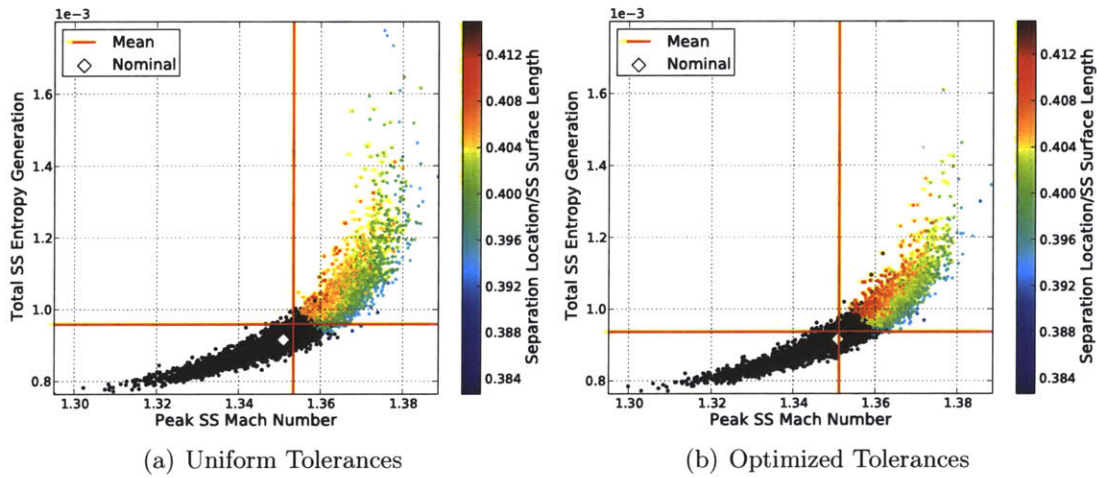 1e−3
Mean
Nominal
Total SS Entropy Generation
1.6
1.4
1.2
1.0
0.8
1.30
1.32
1.34
1.36
1.38
Peak SS Mach Number
0.412
0.408
0.404
0.400
0.396
0.392
0.388
0.384
Separation Location/SS Surface Length
(a) Uniform Tolerances
1e−3
Mean
Nominal
Total SS Entropy Generation
1.6
1.4
1.2
1.0
0.8
1.30
1.32
1.34
1.36
1.38
Peak SS Mach Number
0.412
0.408
0.404
0.400
0.396
0.392
0.388
0.384
Separation Location/SS Surface Length
(b) Optimized Tolerances